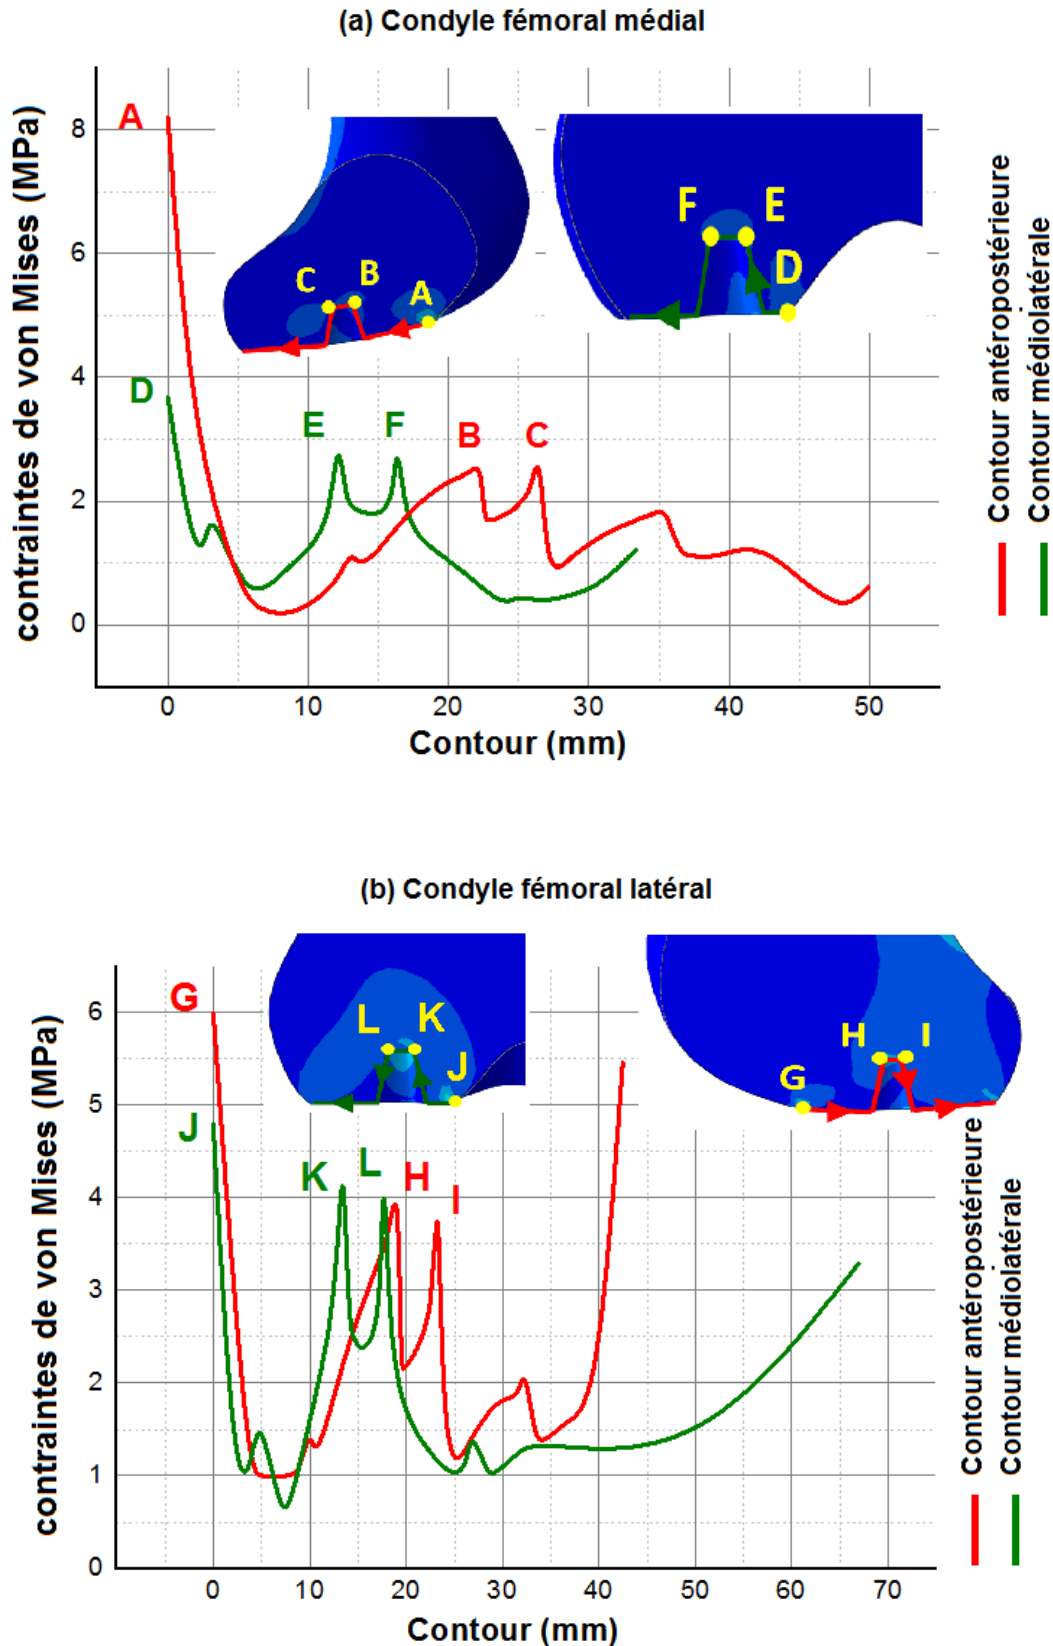 (a) Condyle fémoral médial
contraintes de von Mises (MPa)
8
6
4
2
0
A
D
E
F
B
C
C
B
A
F
E
D
0
10
20
30
40
50
Contour (mm)
Contour antéropostérieure
Contour médiolatérale
(b) Condyle fémoral latéral
contraintes de von Mises (MPa)
6
5
4
3
2
1
0
G
J
K
L
H
I
L
K
J
G
H
I
0
10
20
30
40
50
60
70
Contour (mm)
Contour antéropostérieure
Contour médiolatérale